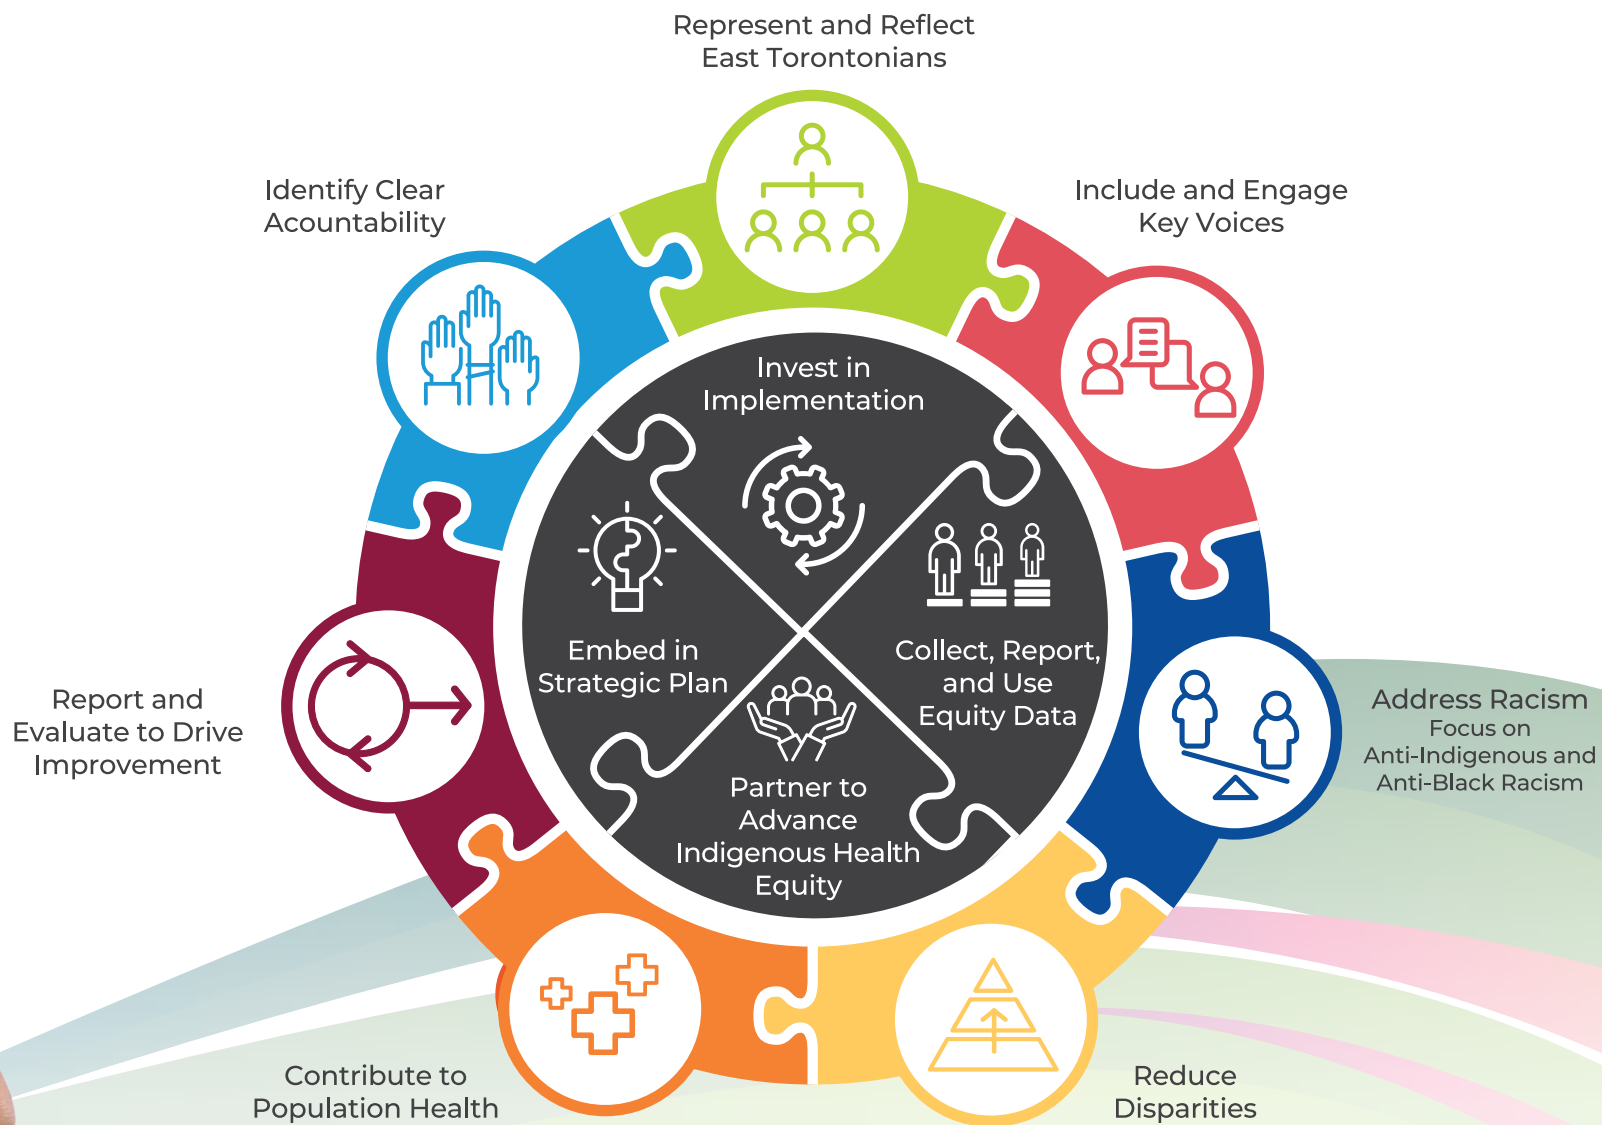 Represent and Reflect
East Torontonians
Identify Clear
Acountability
Include and Engage
Key Voices
Invest in
Implementation
Embed in
Strategic Plan
Collect, Report,
and Use
Equity Data
Partner to
Advance
Indigenous Health
Equity
Report and
Evaluate to Drive
Improvement
Address Racism
Focus on
Anti-Indigenous and
Anti-Black Racism
Contribute to
Population Health
Reduce
Disparities